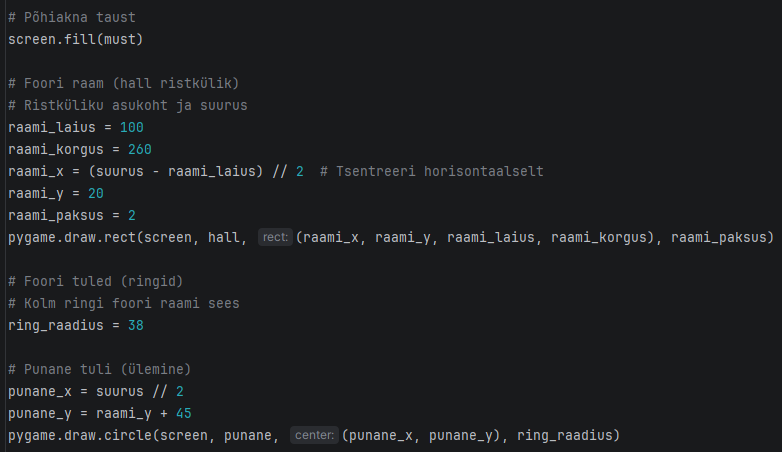 # Põhiakna taust
screen.fill(must)
# Foori raam (hall ristkülik)
# Ristküliku asukoht ja suurus
raami_laius = 100
raami_korgus = 260
raami_x = (suurus - raami_laius) // 2  # Tsentreeri horisontaalselt
raami_y = 20
raami_paksus = 2
pygame.draw.rect(screen, hall, rect: (raami_x, raami_y, raami_laius, raami_korgus), raami_paksus)
# Foori tuled (ringid)
# Kolm ringi foori raami sees
ring_raadius = 38
# Punane tuli (ülemine)
punane_x = suurus // 2
punane_y = raami_y + 45
pygame.draw.circle(screen, punane, center: (punane_x, punane_y), ring_raadius)